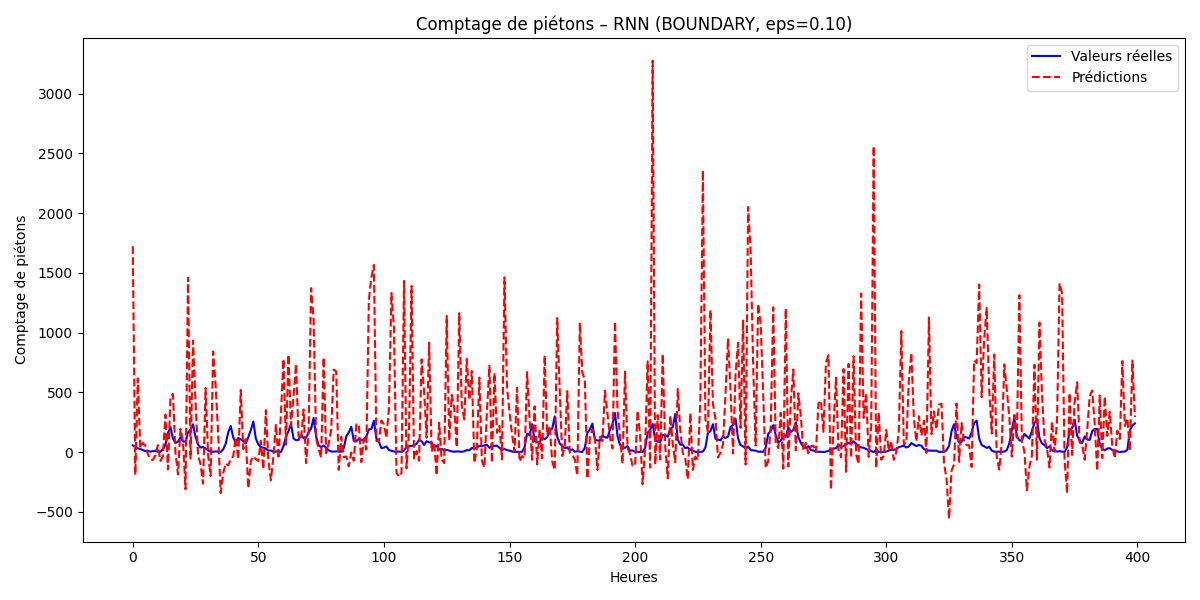 Comptage de piétons – RNN (BOUNDARY, eps=0.10)
Valeurs réelles
Prédictions
Comptage de piétons
3000
2500
2000
1500
1000
500
0
−500
0 50 100 150 200 250 300 350 400
Heures